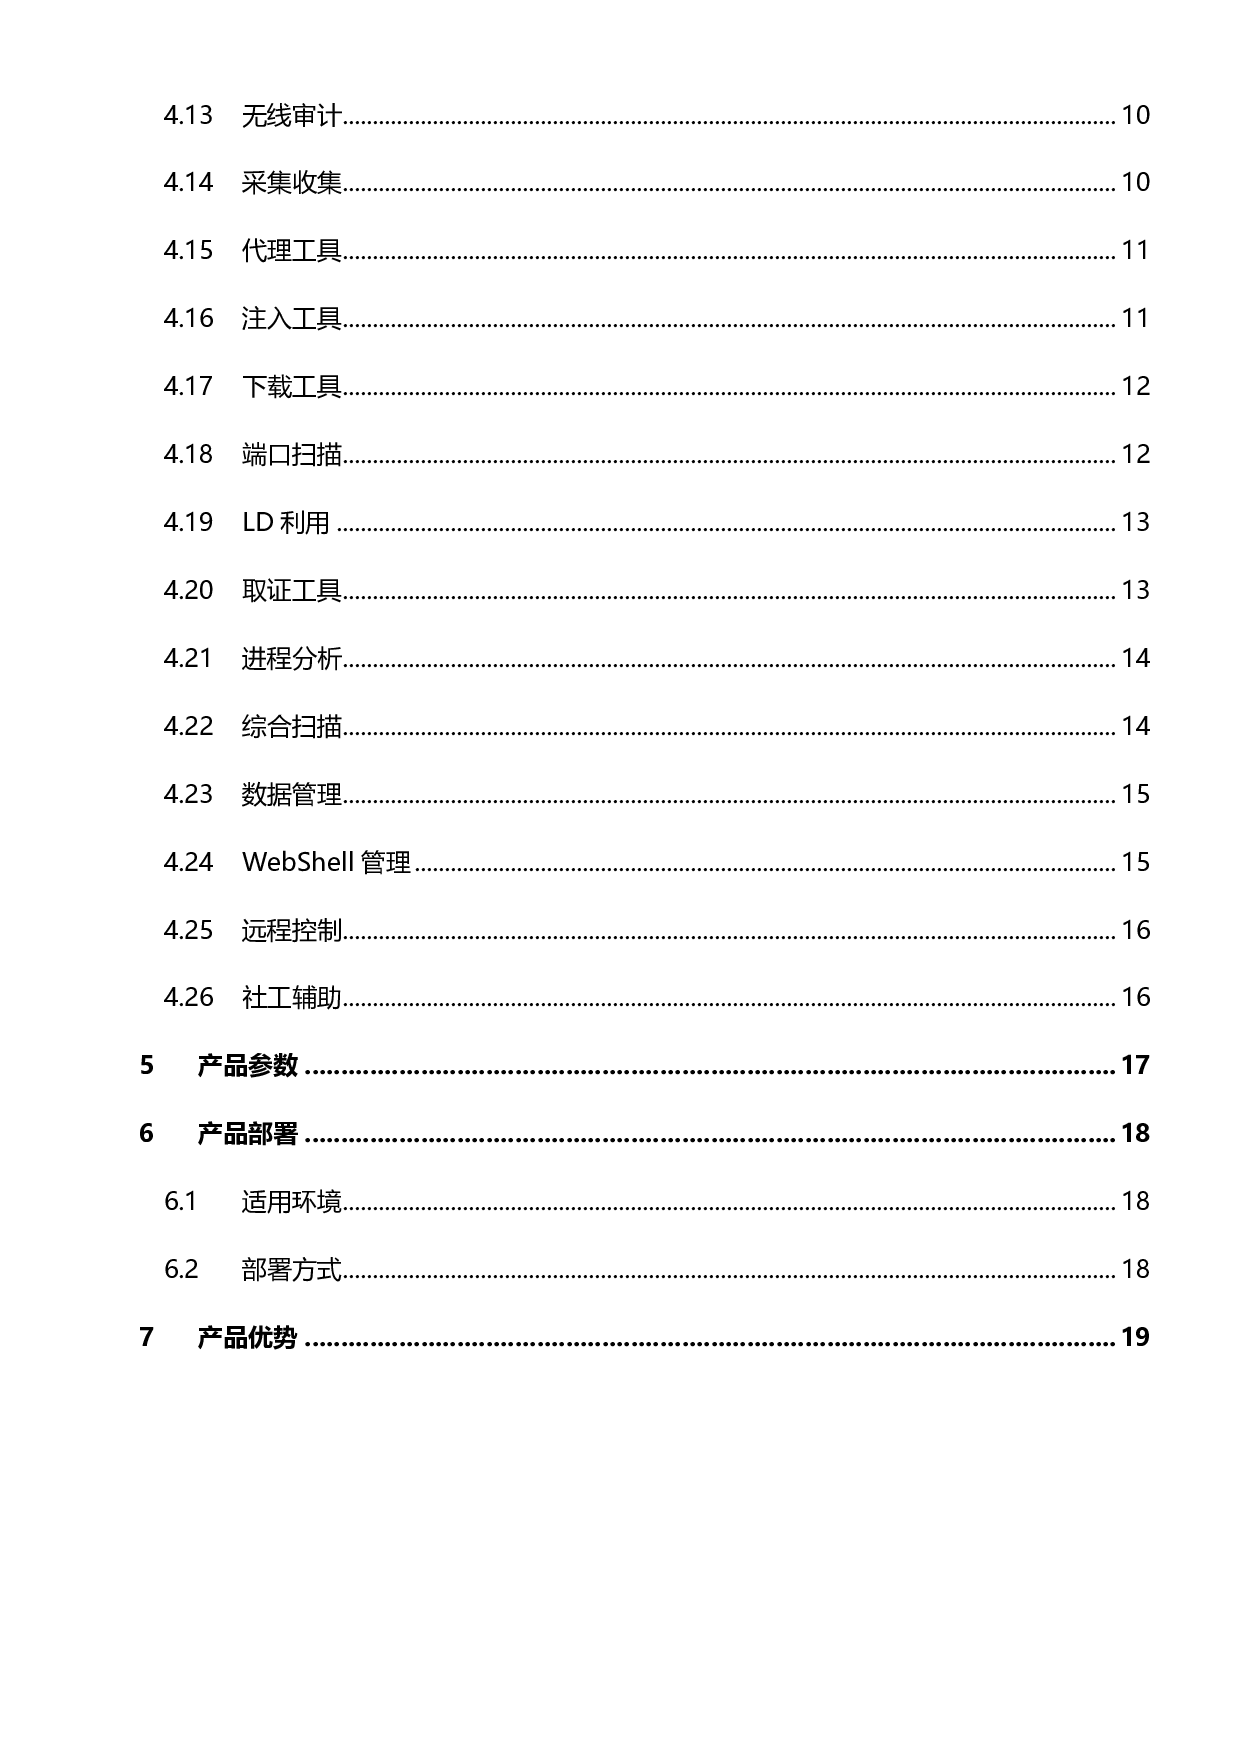 4.13 无线审计........................................ 10
4.14 采集收集........................................ 10
4.15 代理工具........................................ 11
4.16 注入工具........................................ 11
4.17 下载工具........................................ 12
4.18 端口扫描........................................ 12
4.19 LD 利用 ........................................ 13
4.20 取证工具........................................ 13
4.21 进程分析........................................ 14
4.22 综合扫描........................................ 14
4.23 数据管理........................................ 15
4.24 WebShell 管理........................................ 15
4.25 远程控制........................................ 16
4.26 社工辅助........................................ 16
5 产品参数 ........................................ 17
6 产品部署 ........................................ 18
6.1 适用环境........................................ 18
6.2 部署方式........................................ 18
7 产品优势 ........................................ 19